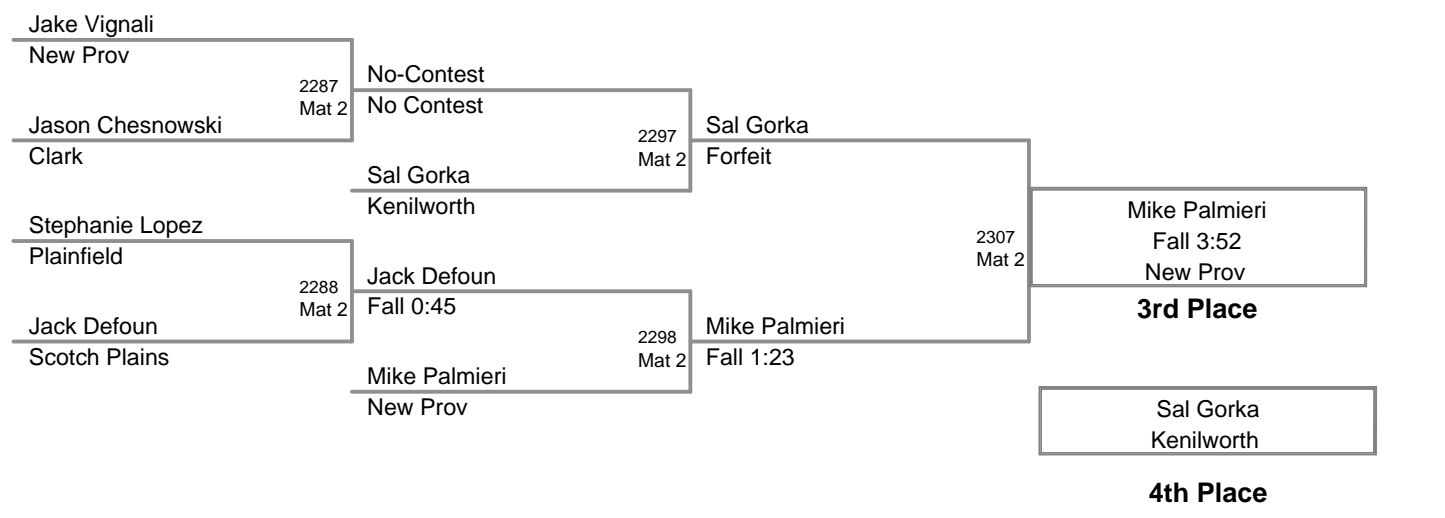 Jake Vignali
New Prov
2287
Mat 2
Jason Chesnowski
Clark
No-Contest
No Contest
2297
Mat 2
Sal Gorka
Kenilworth
Sal Gorka
Forfeit
Stephanie Lopez
Plainfield
2288
Mat 2
Jack Defoun
Scotch Plains
Jack Defoun
Fall 0:45
2298
Mat 2
Mike Palmieri
New Prov
Mike Palmieri
Fall 1:23
2307
Mat 2
Mike Palmieri
Fall 3:52
New Prov
3rd Place
Sal Gorka
Kenilworth
4th Place